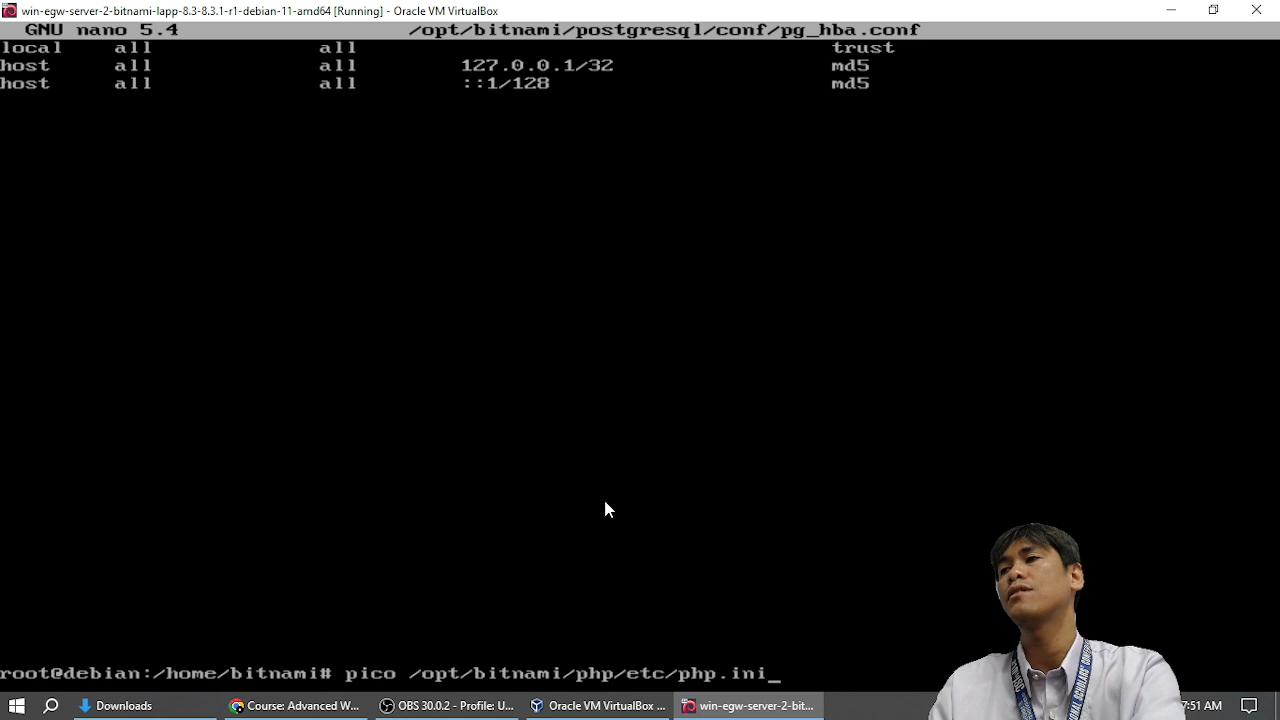 win-egw-server-2-bitnami-lapp-8.3-8.3.1-r1-debian-11-amd64 [Running] - Oracle VM VirtualBox
GNU nano 5.4 /opt/bitnami/postgresql/conf/pg_hba.conf
local all all trust
host all all 127.0.0.1/32 md5
host all all ::1/128 md5
root@debian:/home/bitnami# pico /opt/bitnami/php/etc/php.ini_
Downloads Course: Advanced W... OBS 30.0.2 - Profile: U... Oracle VM VirtualBox ... win-egw-server-2-bit... :51 AM